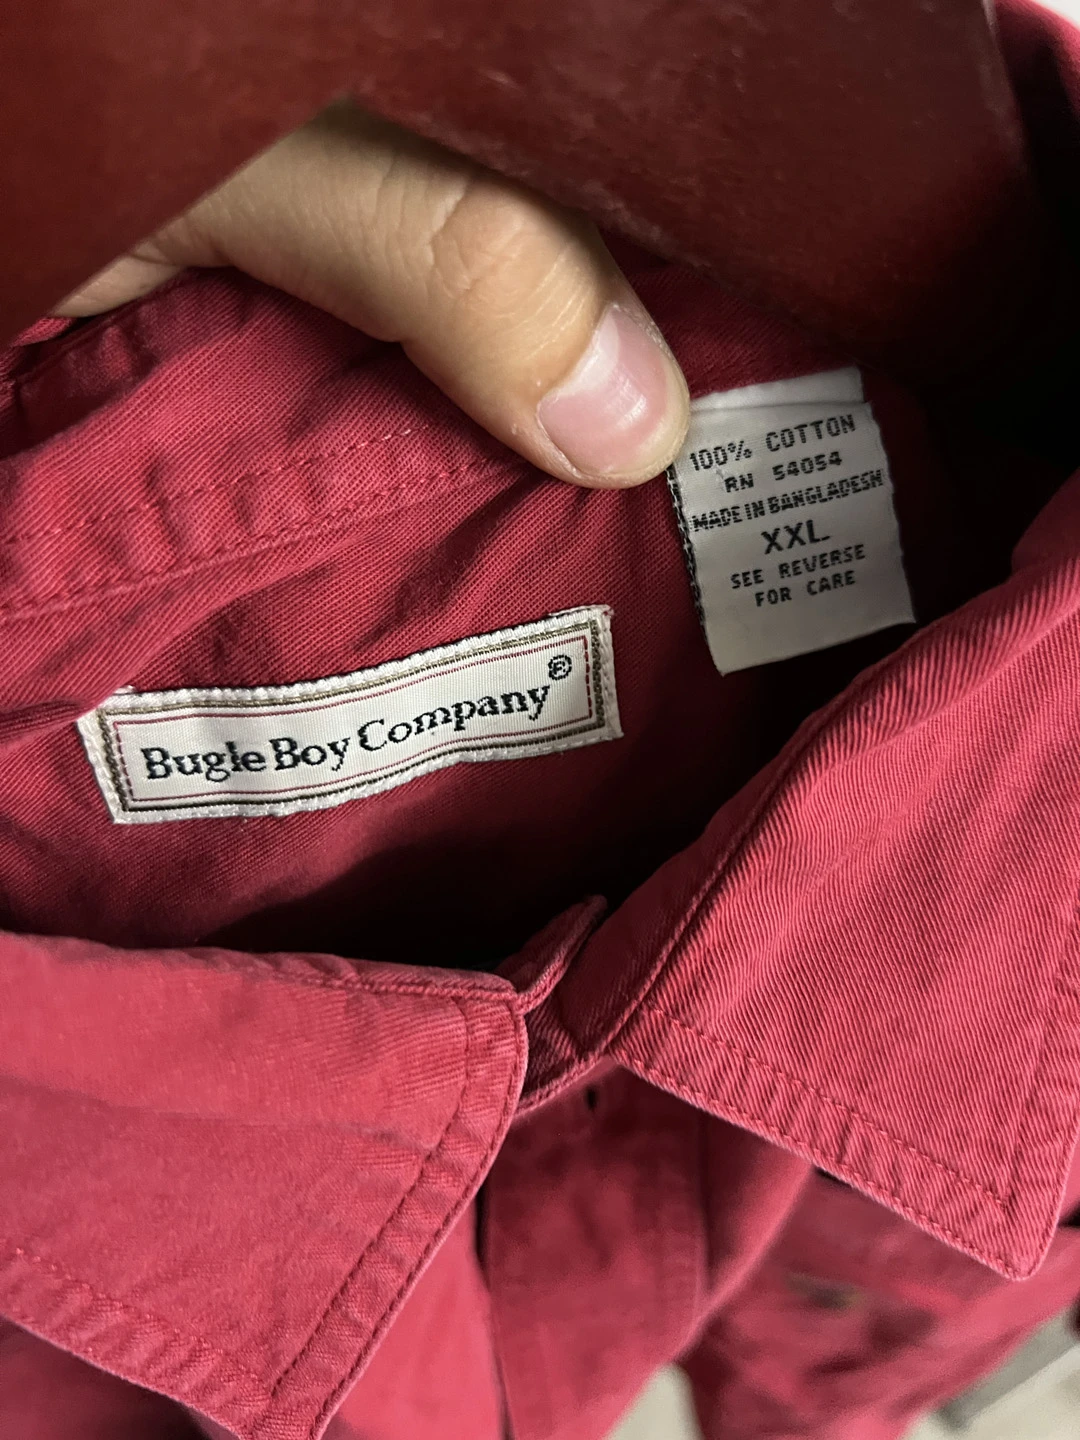 100% COTTON
RN 54054
MADE IN BANGLADESH
XXL
SEE REVERSE
FOR CARE
Bugle Boy Company®